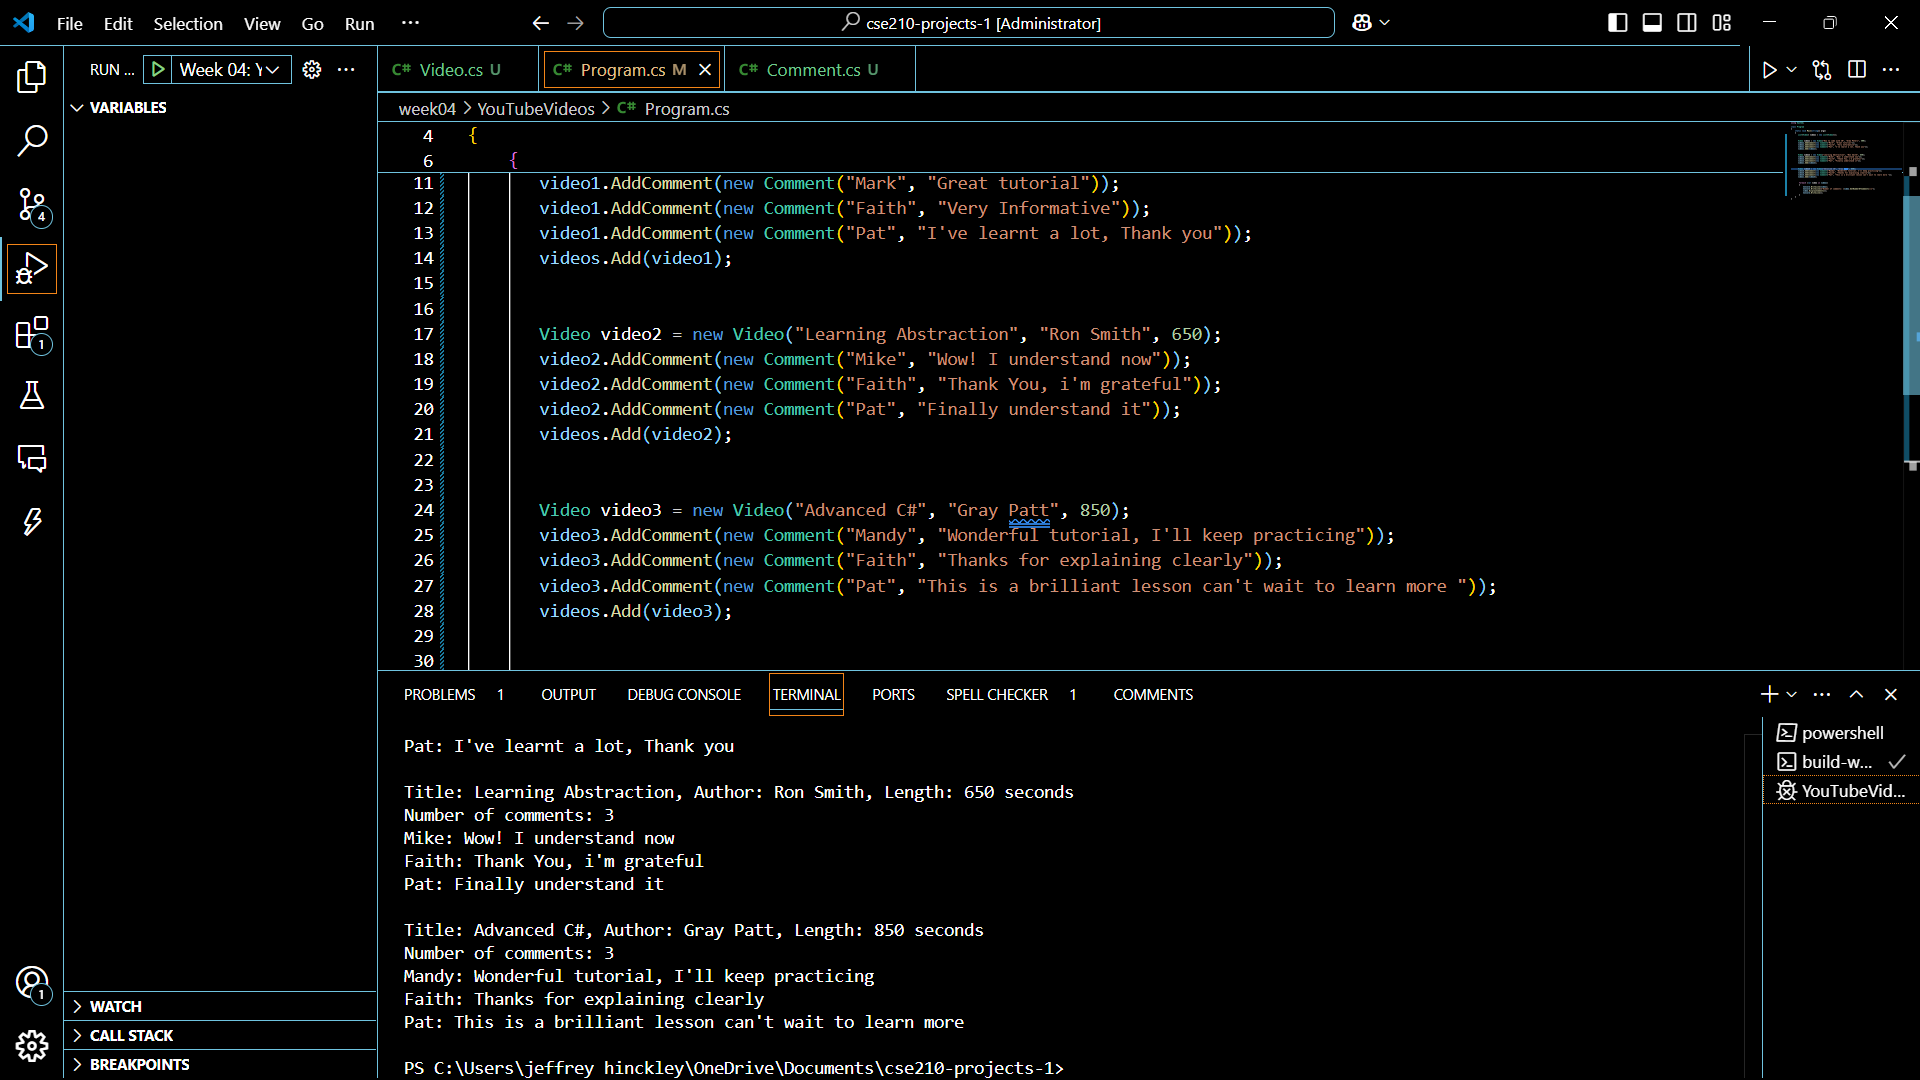 File Edit Selection View Go Run ···
cse210-projects-1 [Administrator]
RUN ... Week 04: Y
VARIABLES
C# Video.cs U
C# Program.cs M
C# Comment.cs U
week04 > YouTubeVideos > C# Program.cs
4 {
6 {
11 video1.AddComment(new Comment("Mark", "Great tutorial"));
12 video1.AddComment(new Comment("Faith", "Very Informative"));
13 video1.AddComment(new Comment("Pat", "I've learnt a lot, Thank you"));
14 videos.Add(video1);
15
16
17 Video video2 = new Video("Learning Abstraction", "Ron Smith", 650);
18 video2.AddComment(new Comment("Mike", "Wow! I understand now"));
19 video2.AddComment(new Comment("Faith", "Thank You, i'm grateful"));
20 video2.AddComment(new Comment("Pat", "Finally understand it"));
21 videos.Add(video2);
22
23
24 Video video3 = new Video("Advanced C#", "Gray Patt", 850);
25 video3.AddComment(new Comment("Mandy", "Wonderful tutorial, I'll keep practicing"));
26 video3.AddComment(new Comment("Faith", "Thanks for explaining clearly"));
27 video3.AddComment(new Comment("Pat", "This is a brilliant lesson can't wait to learn more "));
28 videos.Add(video3);
29
30
4
1
1
WATCH
CALL STACK
BREAKPOINTS
PROBLEMS 1 OUTPUT DEBUG CONSOLE TERMINAL PORTS SPELL CHECKER 1 COMMENTS
Pat: I've learnt a lot, Thank you
Title: Learning Abstraction, Author: Ron Smith, Length: 650 seconds
Number of comments: 3
Mike: Wow! I understand now
Faith: Thank You, i'm grateful
Pat: Finally understand it
Title: Advanced C#, Author: Gray Patt, Length: 850 seconds
Number of comments: 3
Mandy: Wonderful tutorial, I'll keep practicing
Faith: Thanks for explaining clearly
Pat: This is a brilliant lesson can't wait to learn more
PS C:\Users\jeffrey hinckley\OneDrive\Documents\cse210-projects-1>
powershell
build-w...
YouTubeVid...